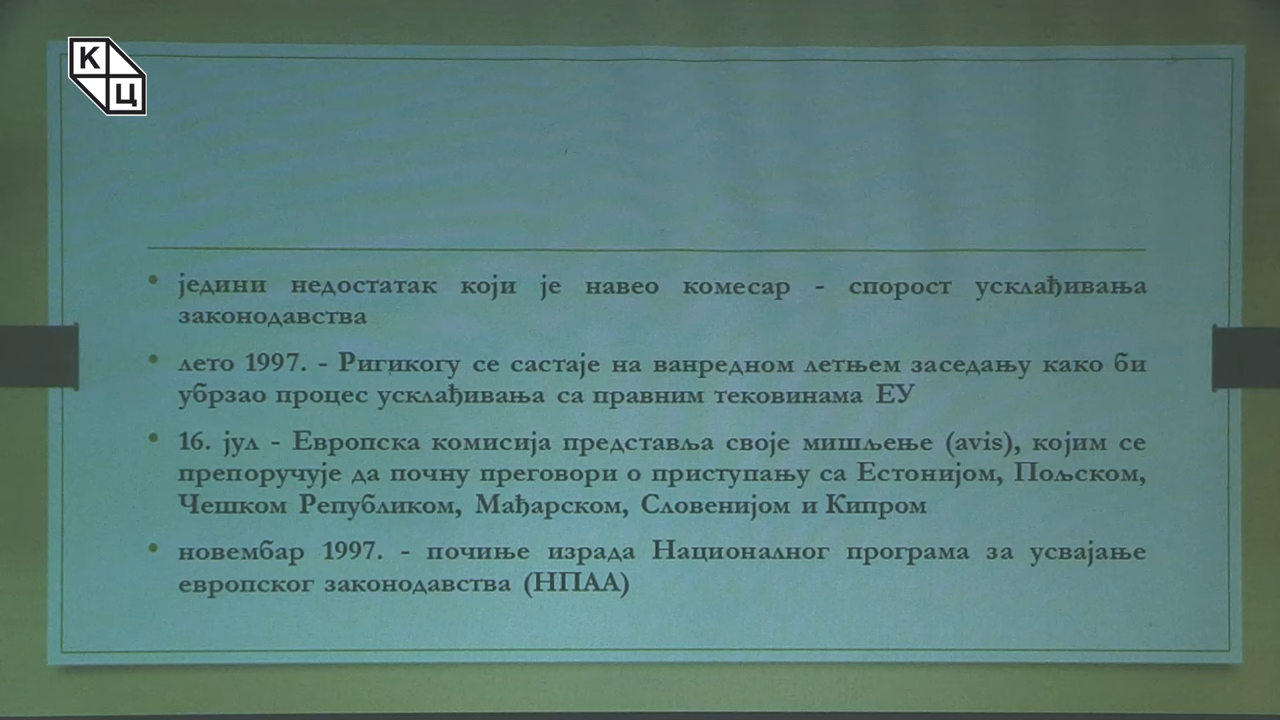 К
Ц
једини недостатак који је навео комесар - спорост усклађивања
законодавства
лето 1997. - Ригикогу се састаје на ванредном летњем заседању како би
убрзао процес усклађивања са правним тековинама ЕУ
16. јул - Европска комисија представља своје мишљење (avis), којим се
препоручује да почну преговори о приступању са Естонијом, Пољском,
Чешком Републиком, Мађарском, Словенијом и Кипром
новембар 1997. - почиње израда Националног програма за усвајање
европског законодавства (НПАА)